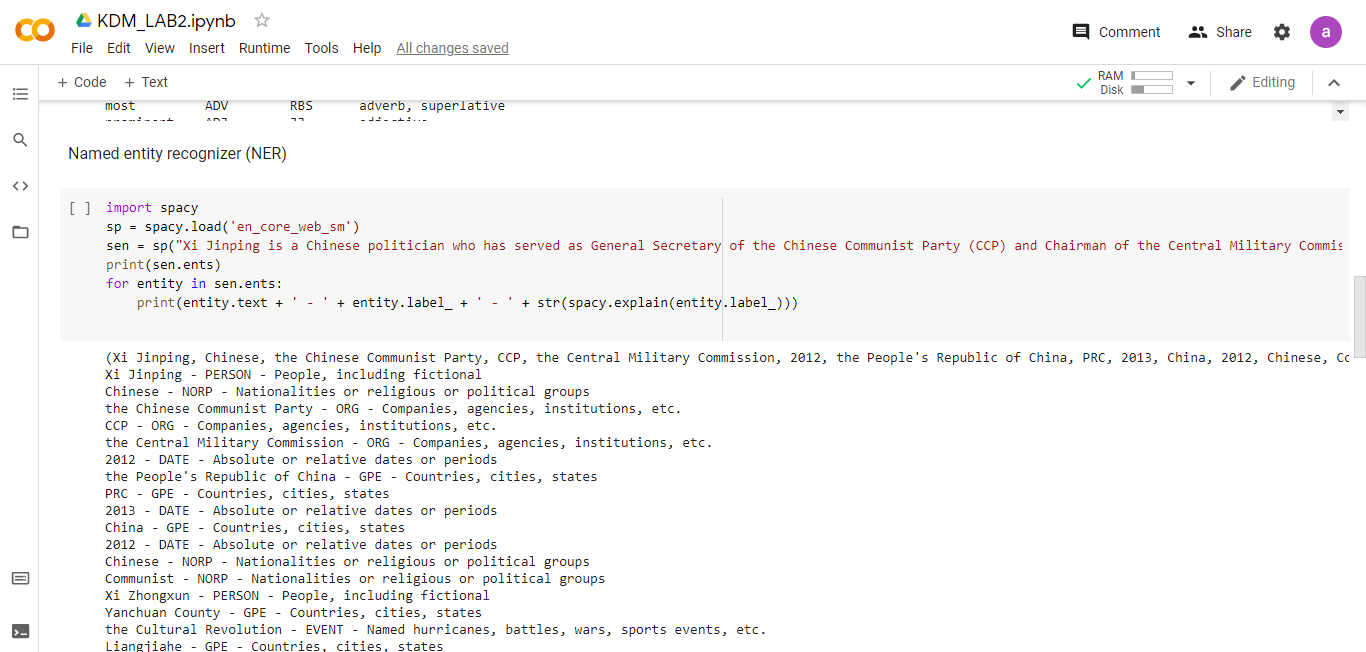 KDM_LAB2.ipynb
Comment
Share
a
File Edit View Insert Runtime Tools Help All changes saved
+ Code + Text
RAM
Disk
Editing
most ADV RBS adverb, superlative
Named entity recognizer (NER)
[ ] import spacy
sp = spacy.load('en_core_web_sm')
sen = sp("Xi Jinping is a Chinese politician who has served as General Secretary of the Chinese Communist Party (CCP) and Chairman of the Central Military Commis
print(sen.ents)
for entity in sen.ents:
print(entity.text + ' - ' + entity.label_ + ' - ' + str(spacy.explain(entity.label_)))
(Xi Jinping, Chinese, the Chinese Communist Party, CCP, the Central Military Commission, 2012, the People's Republic of China, PRC, 2013, China, 2012, Chinese, Co
Xi Jinping - PERSON - People, including fictional
Chinese - NORP - Nationalities or religious or political groups
the Chinese Communist Party - ORG - Companies, agencies, institutions, etc.
CCP - ORG - Companies, agencies, institutions, etc.
the Central Military Commission - ORG - Companies, agencies, institutions, etc.
2012 - DATE - Absolute or relative dates or periods
the People's Republic of China - GPE - Countries, cities, states
PRC - GPE - Countries, cities, states
2013 - DATE - Absolute or relative dates or periods
China - GPE - Countries, cities, states
2012 - DATE - Absolute or relative dates or periods
Chinese - NORP - Nationalities or religious or political groups
Communist - NORP - Nationalities or religious or political groups
Xi Zhongxun - PERSON - People, including fictional
Yanchuan County - GPE - Countries, cities, states
the Cultural Revolution - EVENT - Named hurricanes, battles, wars, sports events, etc.
Liangjiahe - GPE - Countries, cities, states